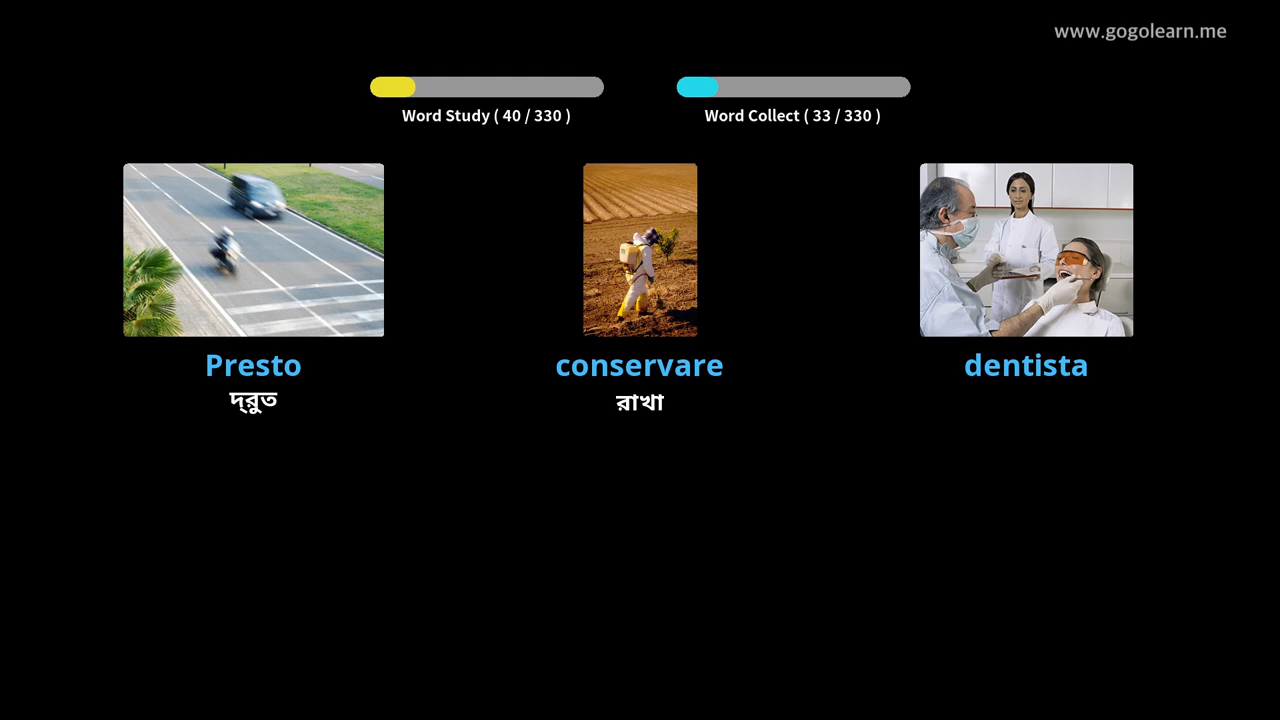 www.gogolearn.me
Word Study ( 40 / 330 )
Word Collect ( 33 / 330 )
Presto
conservare
dentista
দ্রুত
রাখা